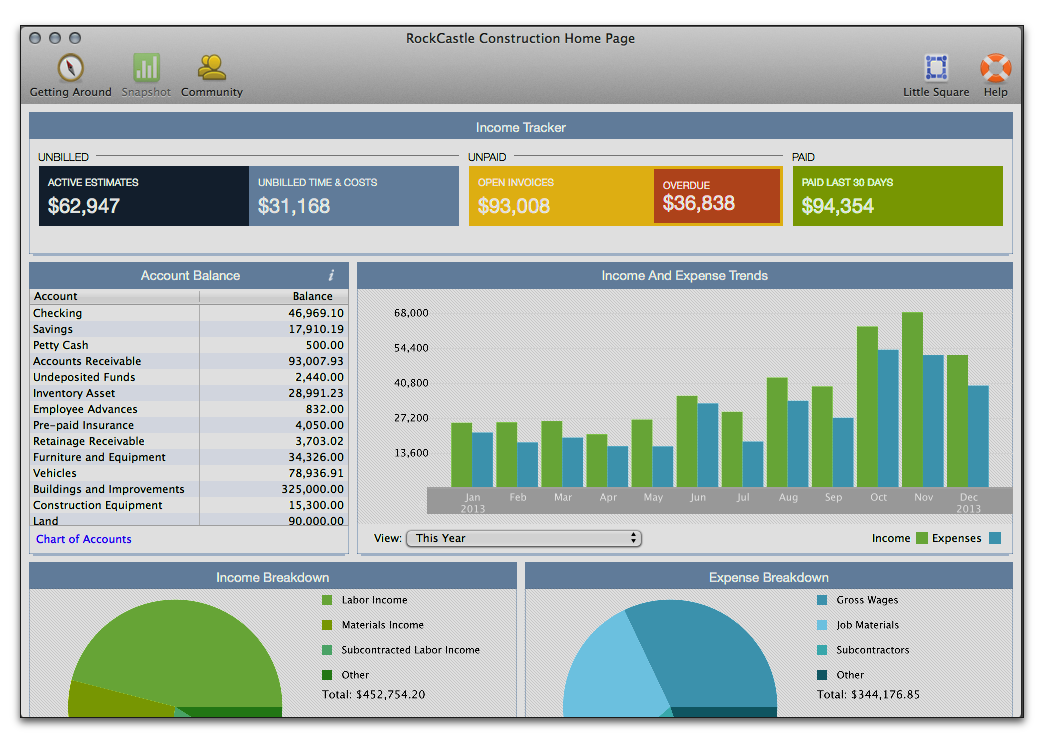 RockCastle Construction Home Page
Getting Around Snapshot Community Little Square Help
Income Tracker
UNBILLED UNPAID PAID
ACTIVE ESTIMATES UNBILLED TIME & COSTS OPEN INVOICES OVERDUE PAID LAST 30 DAYS
$62,947 $31,168 $93,008 $36,838 $94,354
Account Balance i
Account Balance
Checking 46,969.10
Savings 17,910.19
Petty Cash 500.00
Accounts Receivable 93,007.93
Undeposited Funds 2,440.00
Inventory Asset 28,991.23
Employee Advances 832.00
Pre-paid Insurance 4,050.00
Retainage Receivable 3,703.02
Furniture and Equipment 34,326.00
Vehicles 78,936.91
Buildings and Improvements 325,000.00
Construction Equipment 15,300.00
Land 90,000.00
Chart of Accounts
Income And Expense Trends
68,000
54,400
40,800
27,200
13,600
Jan Feb Mar Apr May Jun Jul Aug Sep Oct Nov Dec
2013 2013
View: This Year Income Expenses
Income Breakdown
Labor Income
Materials Income
Subcontracted Labor Income
Other
Total: $452,754.20
Expense Breakdown
Gross Wages
Job Materials
Subcontractors
Other
Total: $344,176.85